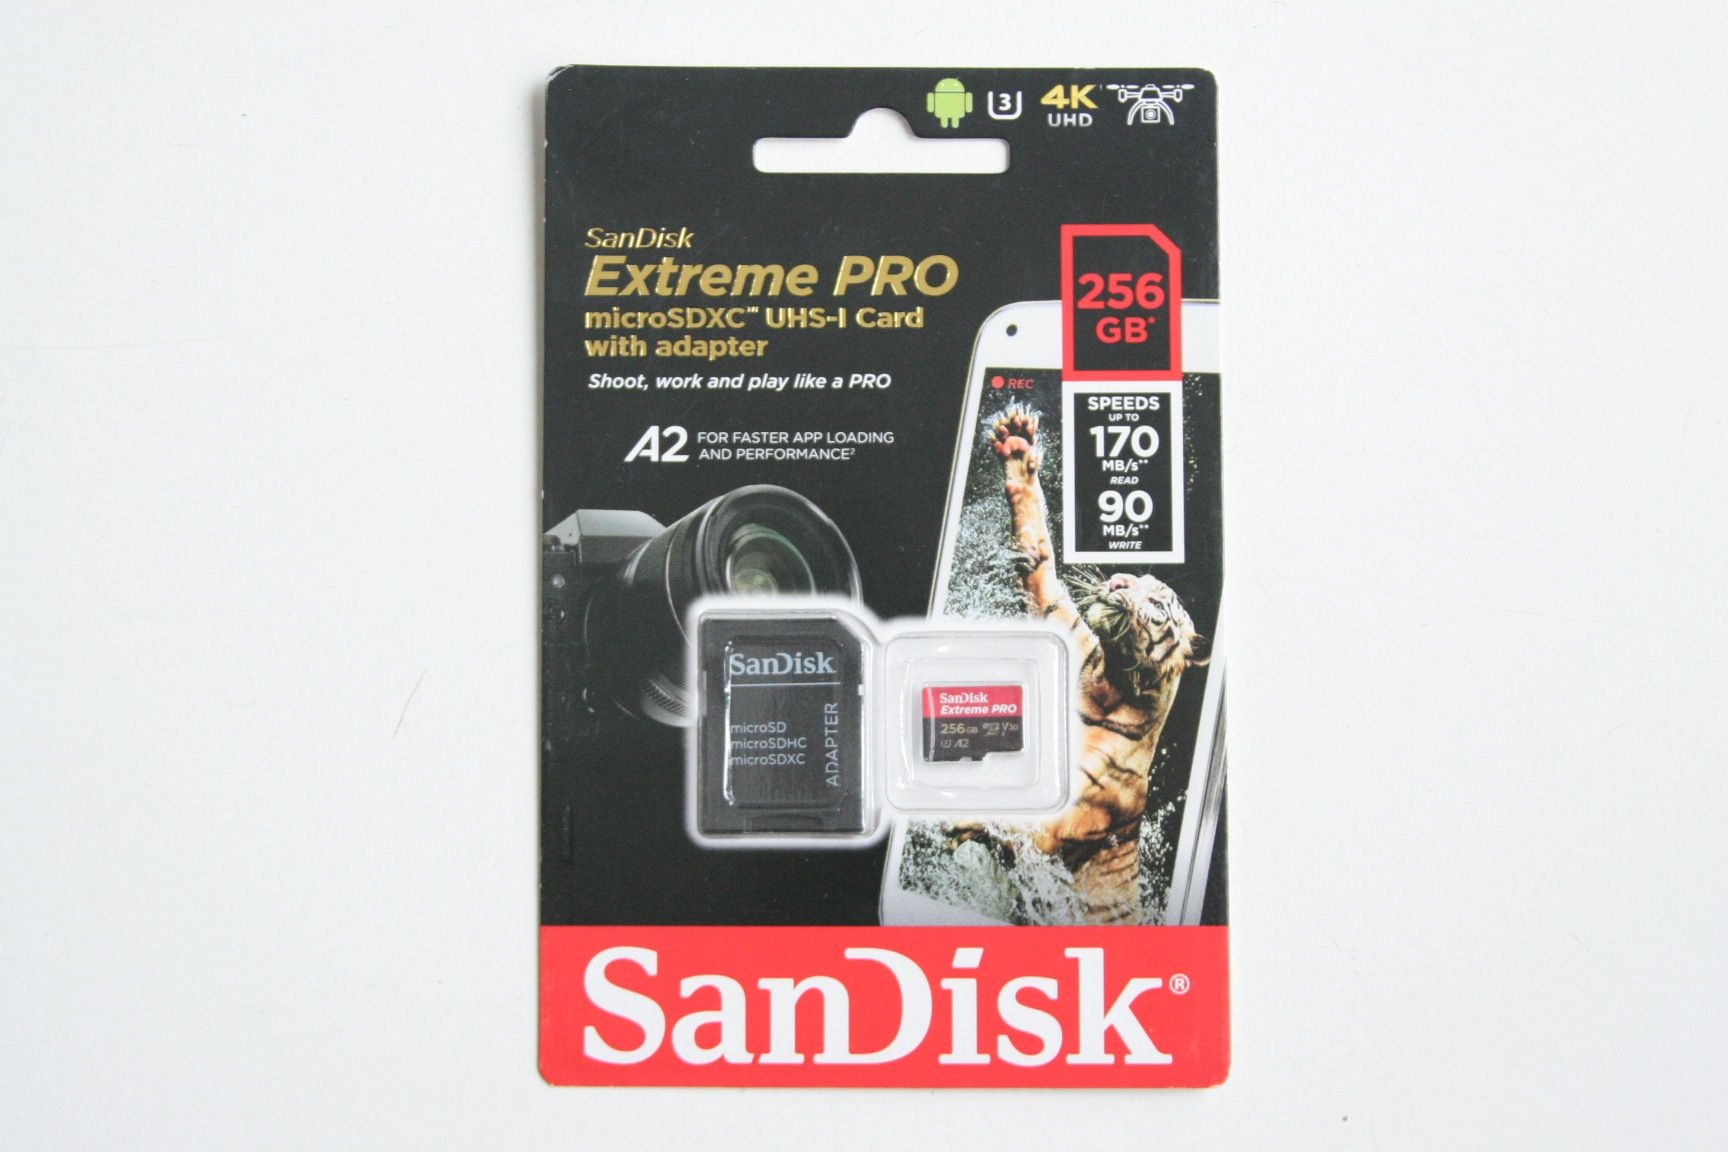 3
4K
UHD
SanDisk
Extreme PRO
microSDXC™ UHS-I Card
with adapter
Shoot, work and play like a PRO
A2 FOR FASTER APP LOADING
AND PERFORMANCE²
256
GB*
REC
SPEEDS
UP TO
170
MB/s**
READ
90
MB/s**
WRITE
SanDisk
microSD
microSDHC
microSDXC
ADAPTER
SanDisk
Extreme PRO
256GB V30
3 A2
SanDisk®